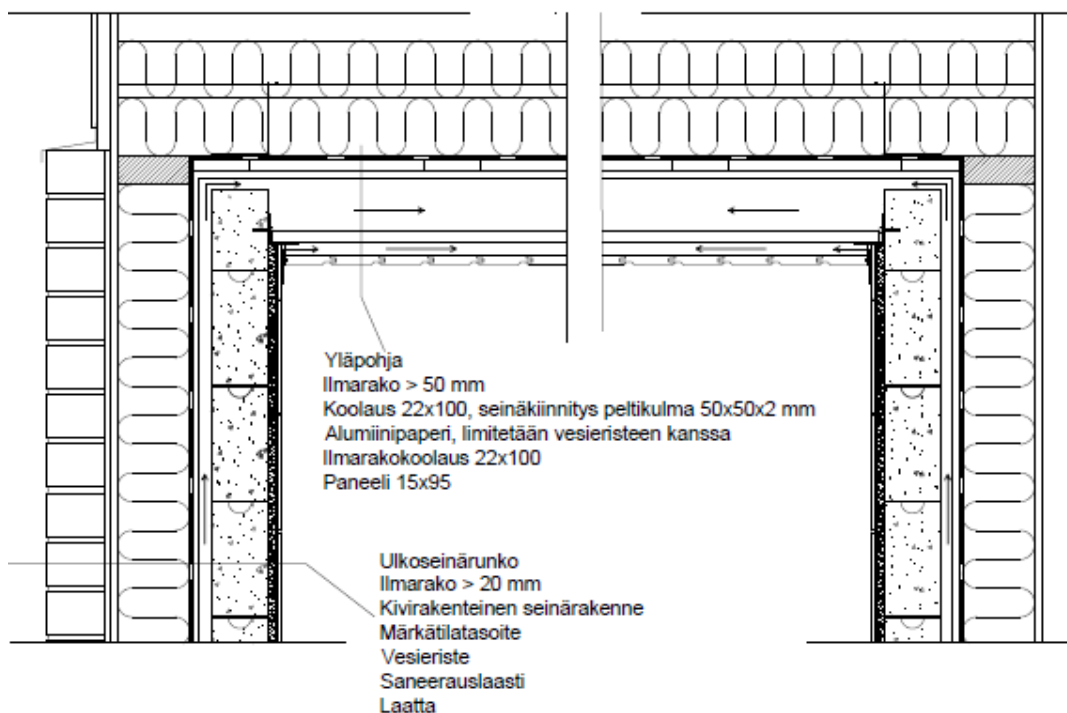 Yläpohja
Ilmarako > 50 mm
Koolaus 22x100, seinäkiinnitys peltikulma 50x50x2 mm
Alumiinipaperi, limitetään vesieristeen kanssa
Ilmarakokoolaus 22x100
Paneeli 15x95
Ulkoseinärunko
Ilmarako > 20 mm
Kivirakenteinen seinärakenne
Märkätilatasoite
Vesieriste
Saneerauslaasti
Laatta